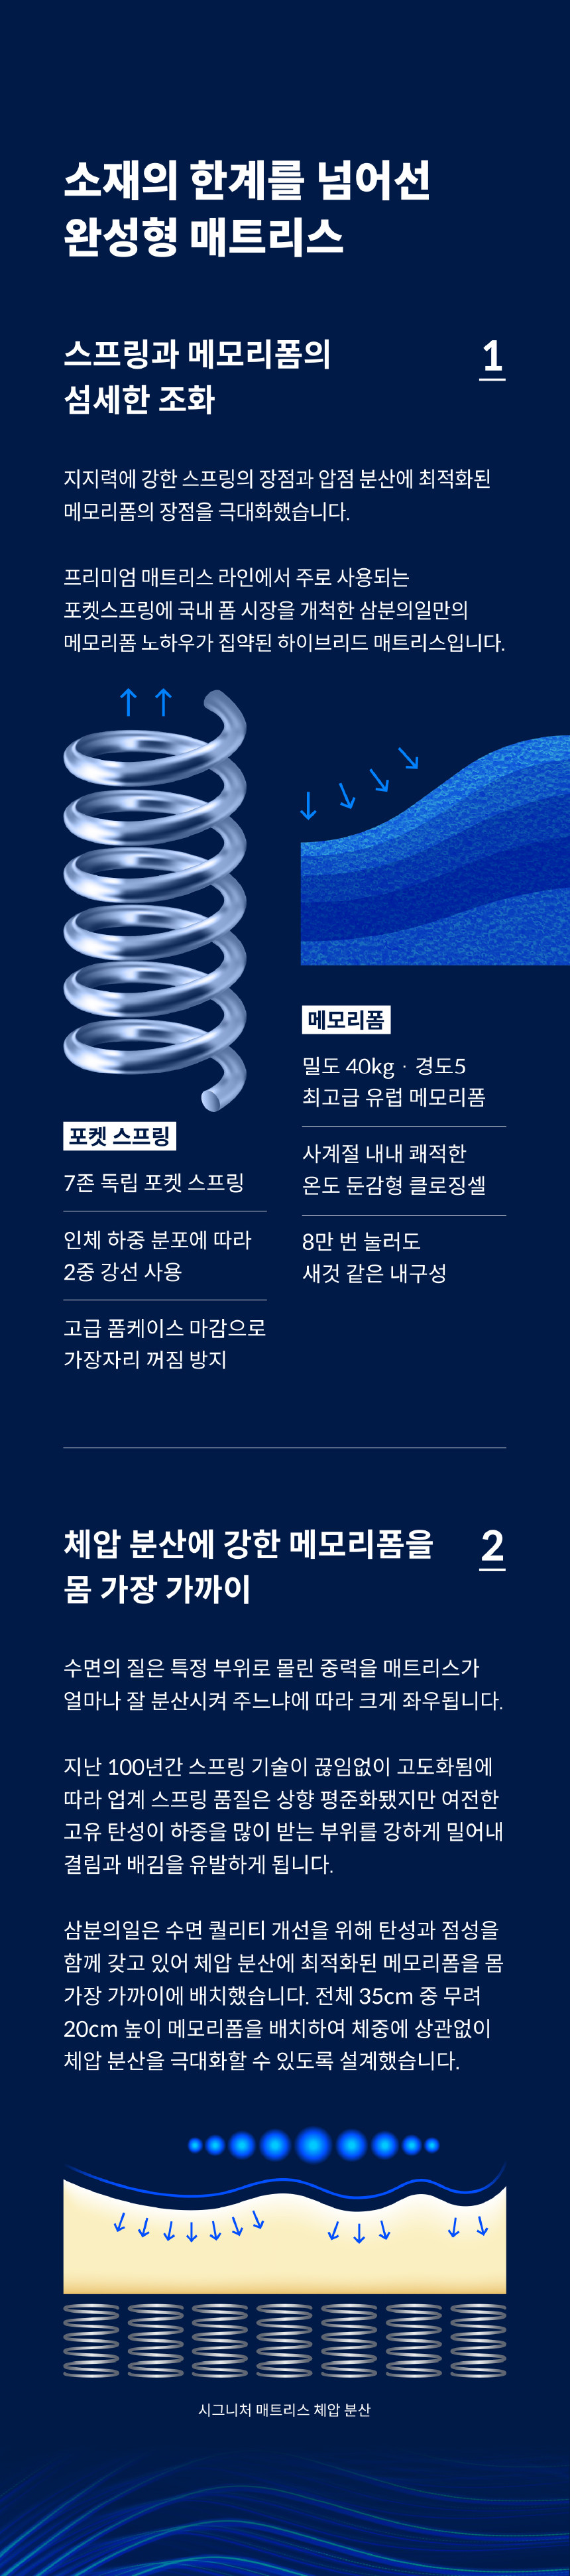 소재의 한계를 넘어선
완성형 매트리스
스프링과 메모리폼의
섬세한 조화
1
지지력에 강한 스프링의 장점과 압점 분산에 최적화된
메모리폼의 장점을 극대화했습니다.
프리미엄 매트리스 라인에서 주로 사용되는
포켓스프링에 국내 폼 시장을 개척한 삼분의일만의
메모리폼 노하우가 집약된 하이브리드 매트리스입니다.
포켓 스프링
7존 독립 포켓 스프링
인체 하중 분포에 따라
2중 강선 사용
고급 폼케이스 마감으로
가장자리 꺼짐 방지
메모리폼
밀도 40kg · 경도5
최고급 유럽 메모리폼
사계절 내내 쾌적한
온도 둔감형 클로징셀
8만 번 눌러도
새것 같은 내구성
체압 분산에 강한 메모리폼을
몸 가장 가까이
2
수면의 질은 특정 부위로 몰린 중력을 매트리스가
얼마나 잘 분산시켜 주느냐에 따라 크게 좌우됩니다.
지난 100년간 스프링 기술이 끊임없이 고도화됨에
따라 업계 스프링 품질은 상향 평준화됐지만 여전한
고유 탄성이 하중을 많이 받는 부위를 강하게 밀어내
결림과 배김을 유발하게 됩니다.
삼분의일은 수면 퀄리티 개선을 위해 탄성과 점성을
함께 갖고 있어 체압 분산에 최적화된 메모리폼을 몸
가장 가까이에 배치했습니다. 전체 35cm 중 무려
20cm 높이 메모리폼을 배치하여 체중에 상관없이
체압 분산을 극대화할 수 있도록 설계했습니다.
시그니처 매트리스 체압 분산